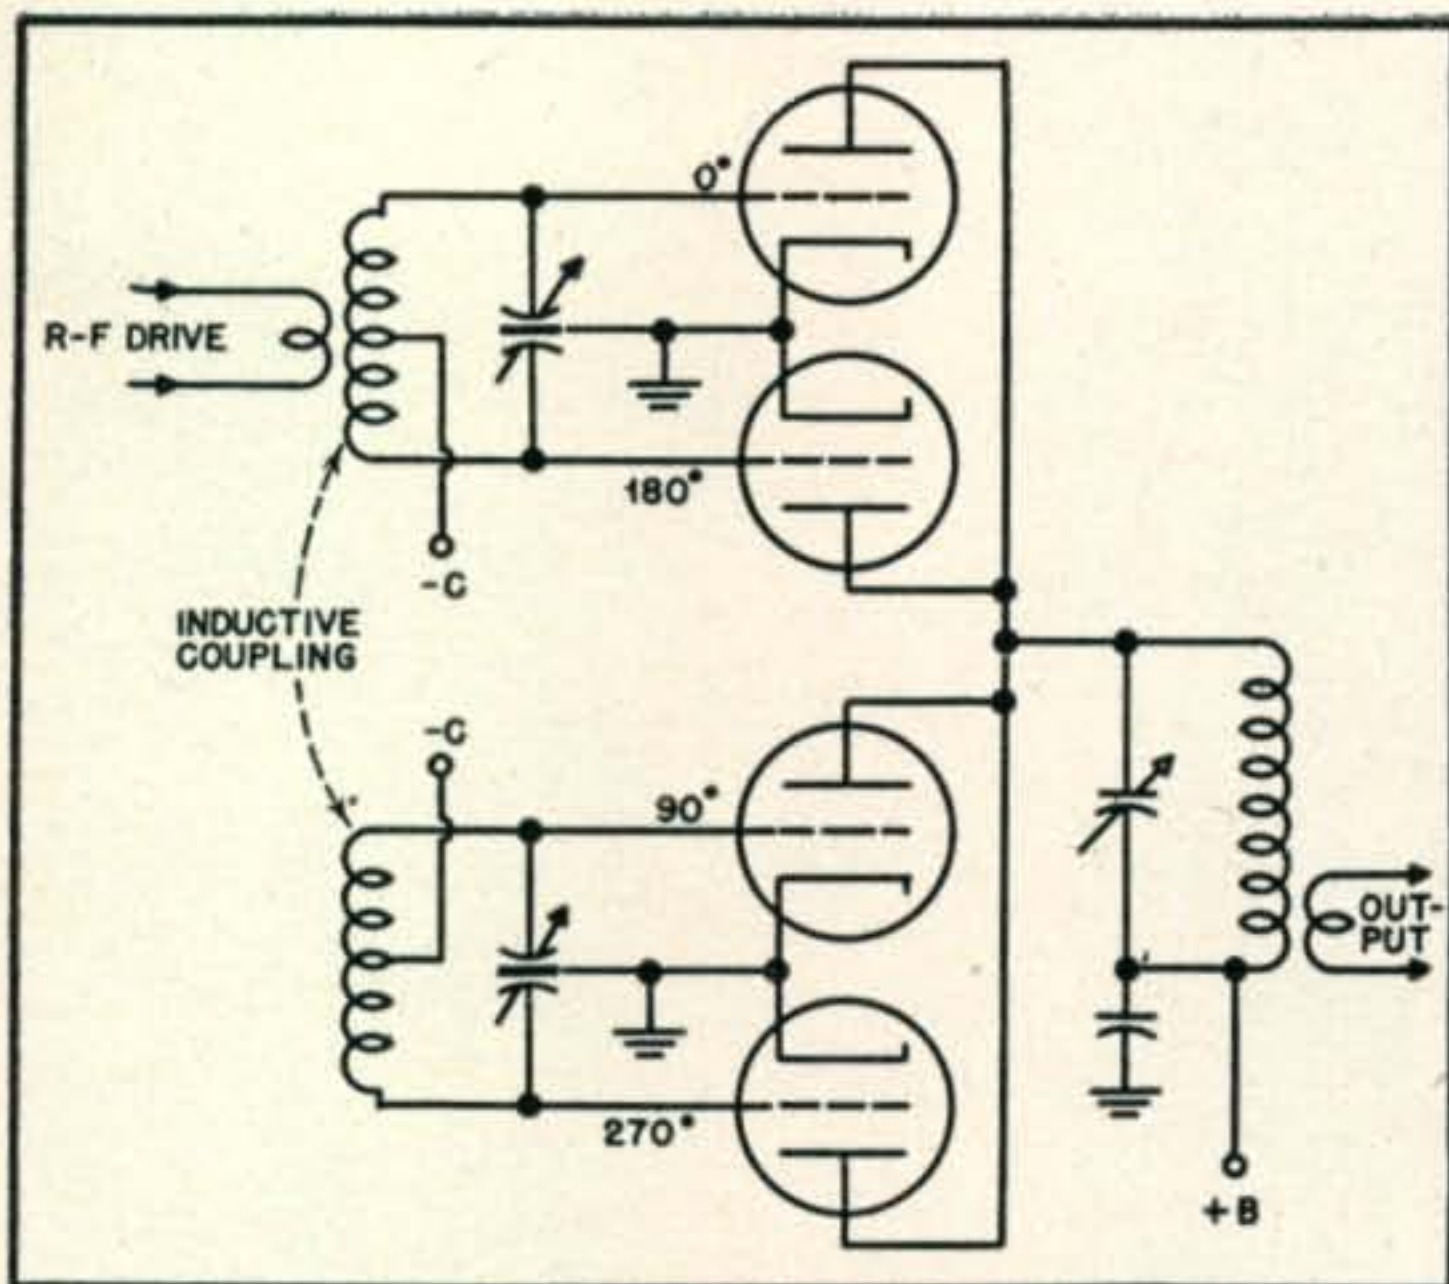 0°
R-F DRIVE
180°
-C
INDUCTIVE
COUPLING
-C
90°
OUT-
PUT
270°
+B